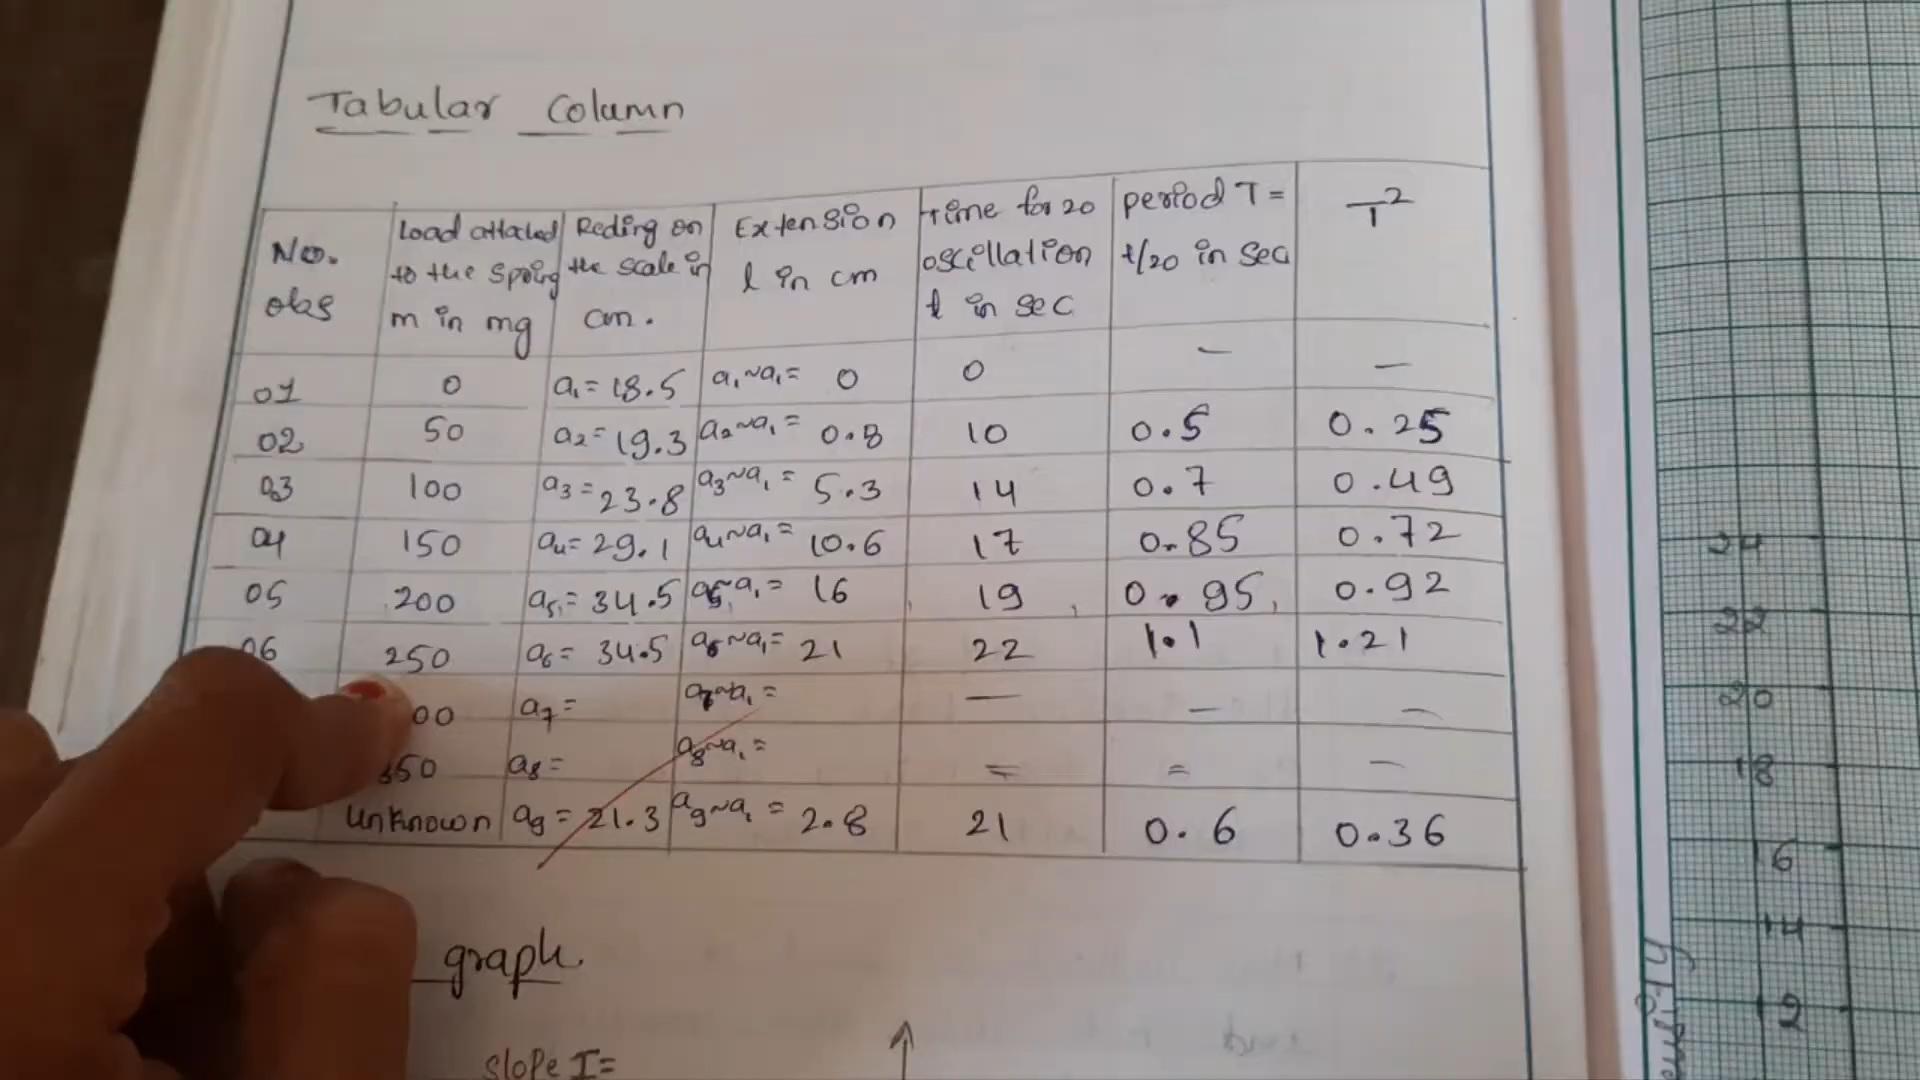 Tabular Column
No. obs | Load attached to the spring m in mg | Reding on the scale in cm. | Extension l in cm | time for 20 oscillation t in sec | period T = t/20 in sec | T²
01 | 0 | a₁ = 18.5 | a₁~a₁ = 0 | 0 | — | —
02 | 50 | a₂ = 19.3 | a₂~a₁ = 0.8 | 10 | 0.5 | 0.25
03 | 100 | a₃ = 23.8 | a₃~a₁ = 5.3 | 14 | 0.7 | 0.49
04 | 150 | a₄ = 29.1 | a₄~a₁ = 10.6 | 17 | 0.85 | 0.72
05 | 200 | a₅ = 34.5 | a₅~a₁ = 16 | 19 | 0.95 | 0.92
06 | 250 | a₆ = 34.5 | a₆~a₁ = 21 | 22 | 1.1 | 1.21
00 | a₇ = | a₇~a₁ = | — | — | —
350 | a₈ = | a₈~a₁ = | = | = | —
unknown | a₉ = 21.3 | a₉~a₁ = 2.8 | 21 | 0.6 | 0.36
graph
slope I =
24
22
20
18
6
14
12